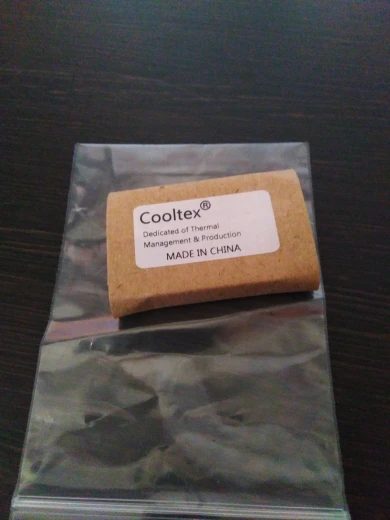 Cooltex®
Dedicated of Thermal
Management & Production
MADE IN CHINA